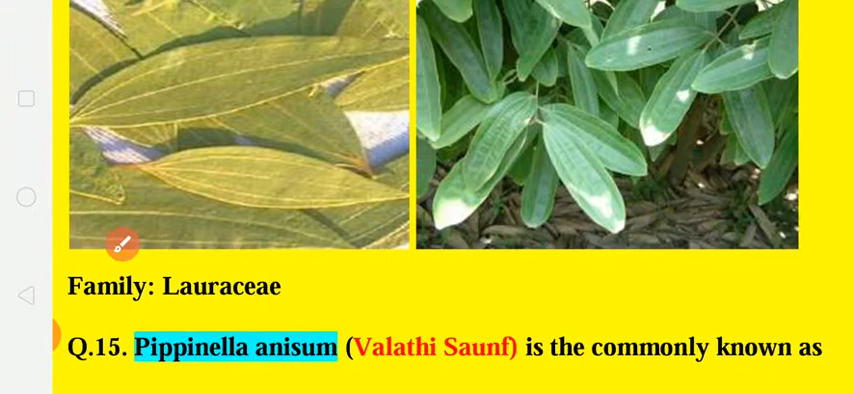 Family: Lauraceae
Q.15. Pippinella anisum (Valathi Saunf) is the commonly known as